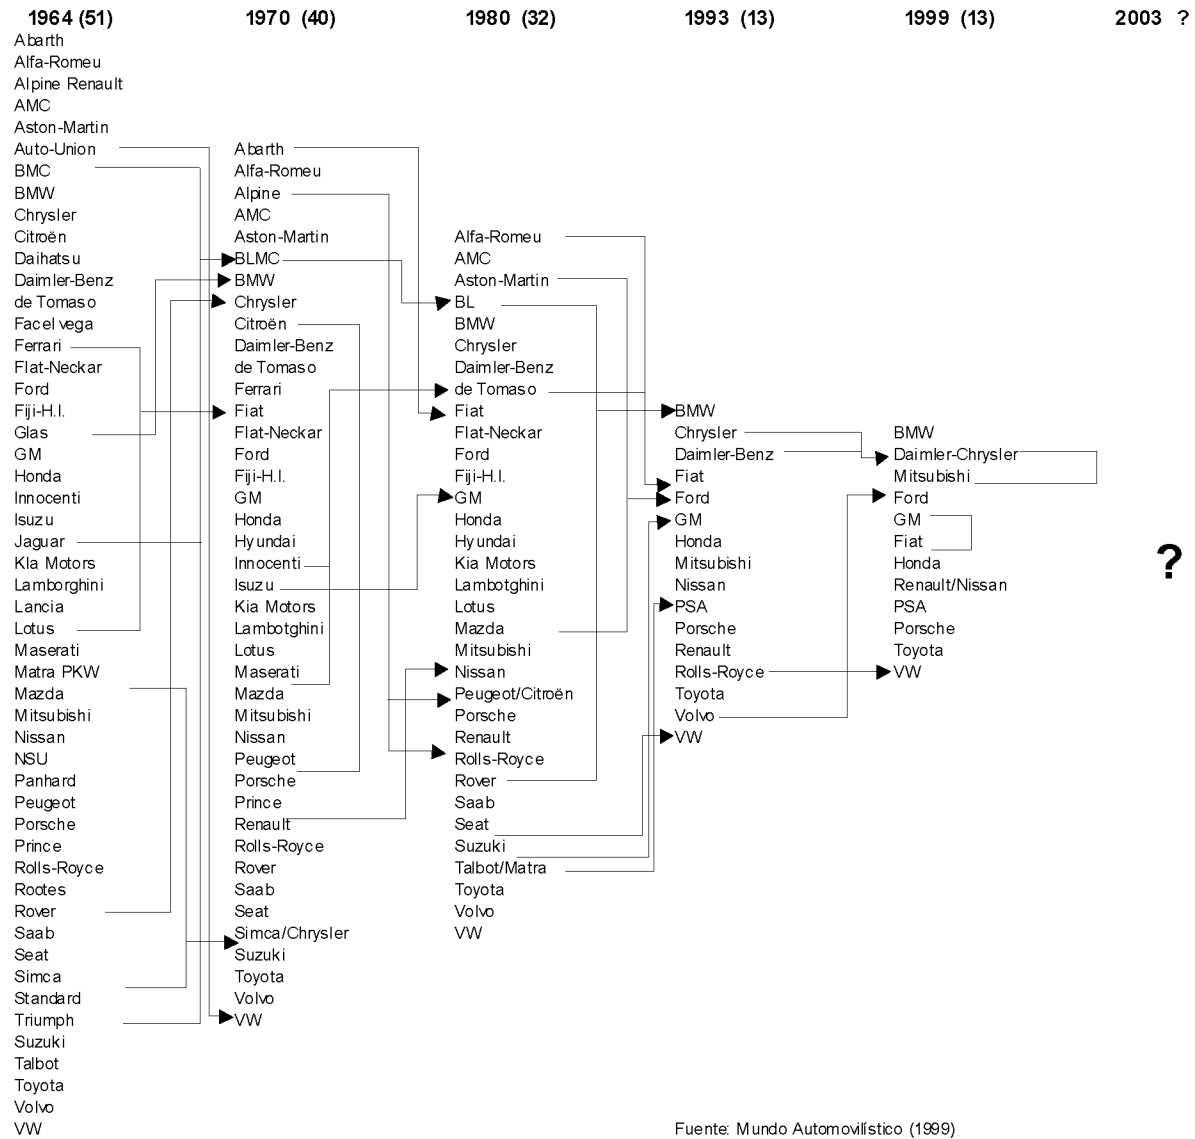 1964 (51)
Abarth
Alfa-Romeu
Alpine Renault
AMC
Aston-Martin
Auto-Union
BMC
BMW
Chrysler
Citroën
Daihatsu
Daimler-Benz
de Tomaso
Facel vega
Ferrari
Flat-Neckar
Ford
Fiji-H.I.
Glas
GM
Honda
Innocenti
Isuzu
Jaguar
KIa Motors
Lamborghini
Lancia
Lotus
Maserati
Matra PKW
Mazda
Mitsubishi
Nissan
NSU
Panhard
Peugeot
Porsche
Prince
Rolls-Royce
Rootes
Rover
Saab
Seat
Simca
Standard
Triumph
Suzuki
Talbot
Toyota
Volvo
VW
1970 (40)
Abarth
Alfa-Romeu
Alpine
AMC
Aston-Martin
BLMC
BMW
Chrysler
Citroën
Daimler-Benz
de Tomaso
Ferrari
Fiat
Flat-Neckar
Ford
Fiji-H.I.
GM
Honda
Hyundai
Innocenti
Isuzu
Kia Motors
Lambotghini
Lotus
Maserati
Mazda
Mitsubishi
Nissan
Peugeot
Porsche
Prince
Renault
Rolls-Royce
Rover
Saab
Seat
Simca/Chrysler
Suzuki
Toyota
Volvo
VW
1980 (32)
Alfa-Romeu
AMC
Aston-Martin
BL
BMW
Chrysler
Daimler-Benz
de Tomaso
Fiat
Flat-Neckar
Ford
Fiji-H.I.
GM
Honda
Hyundai
Kia Motors
Lambotghini
Lotus
Mazda
Mitsubishi
Nissan
Peugeot/Citroën
Porsche
Renault
Rolls-Royce
Rover
Saab
Seat
Suzuki
Talbot/Matra
Toyota
Volvo
VW
1993 (13)
BMW
Chrysler
Daimler-Benz
Fiat
Ford
GM
Honda
Mitsubishi
Nissan
PSA
Porsche
Renault
Rolls-Royce
Toyota
Volvo
VW
1999 (13)
BMW
Daimler-Chrysler
Mitsubishi
Ford
GM
Fiat
Honda
Renault/Nissan
PSA
Porsche
Toyota
VW
2003 ?
?
Fuente: Mundo Automovilístico (1999)